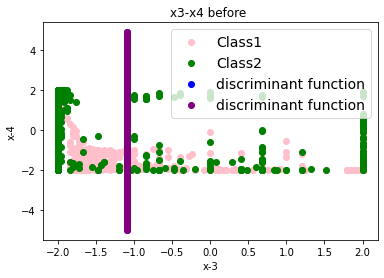 x3-x4 before
Class1
Class2
discriminant function
discriminant function
x-4
4
2
0
−2
−4
−2.0 −1.5 −1.0 −0.5 0.0 0.5 1.0 1.5 2.0
x-3